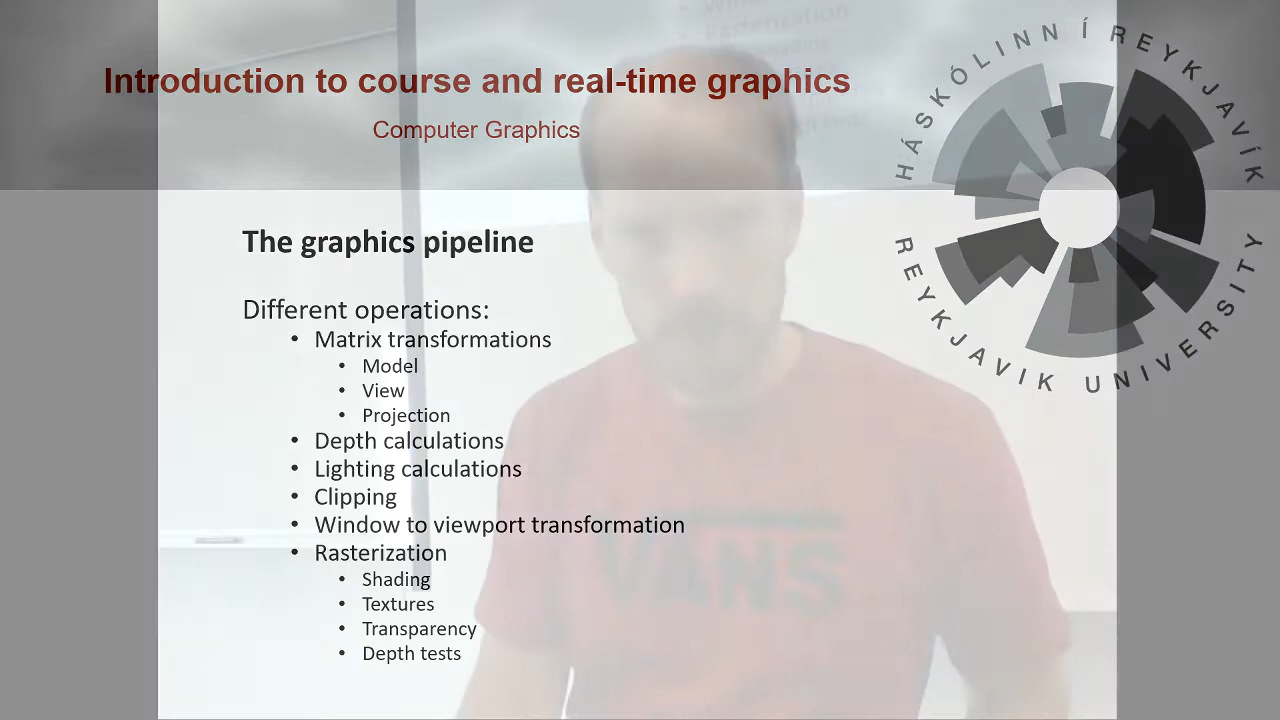 Introduction to course and real-time graphics
Computer Graphics
HÁSKÓLINN Í REYKJAVÍK
REYKJAVIK UNIVERSITY
The graphics pipeline
Different operations:
• Matrix transformations
• Model
• View
• Projection
• Depth calculations
• Lighting calculations
• Clipping
• Window to viewport transformation
• Rasterization
• Shading
• Textures
• Transparency
• Depth tests
Rasterization
VANS